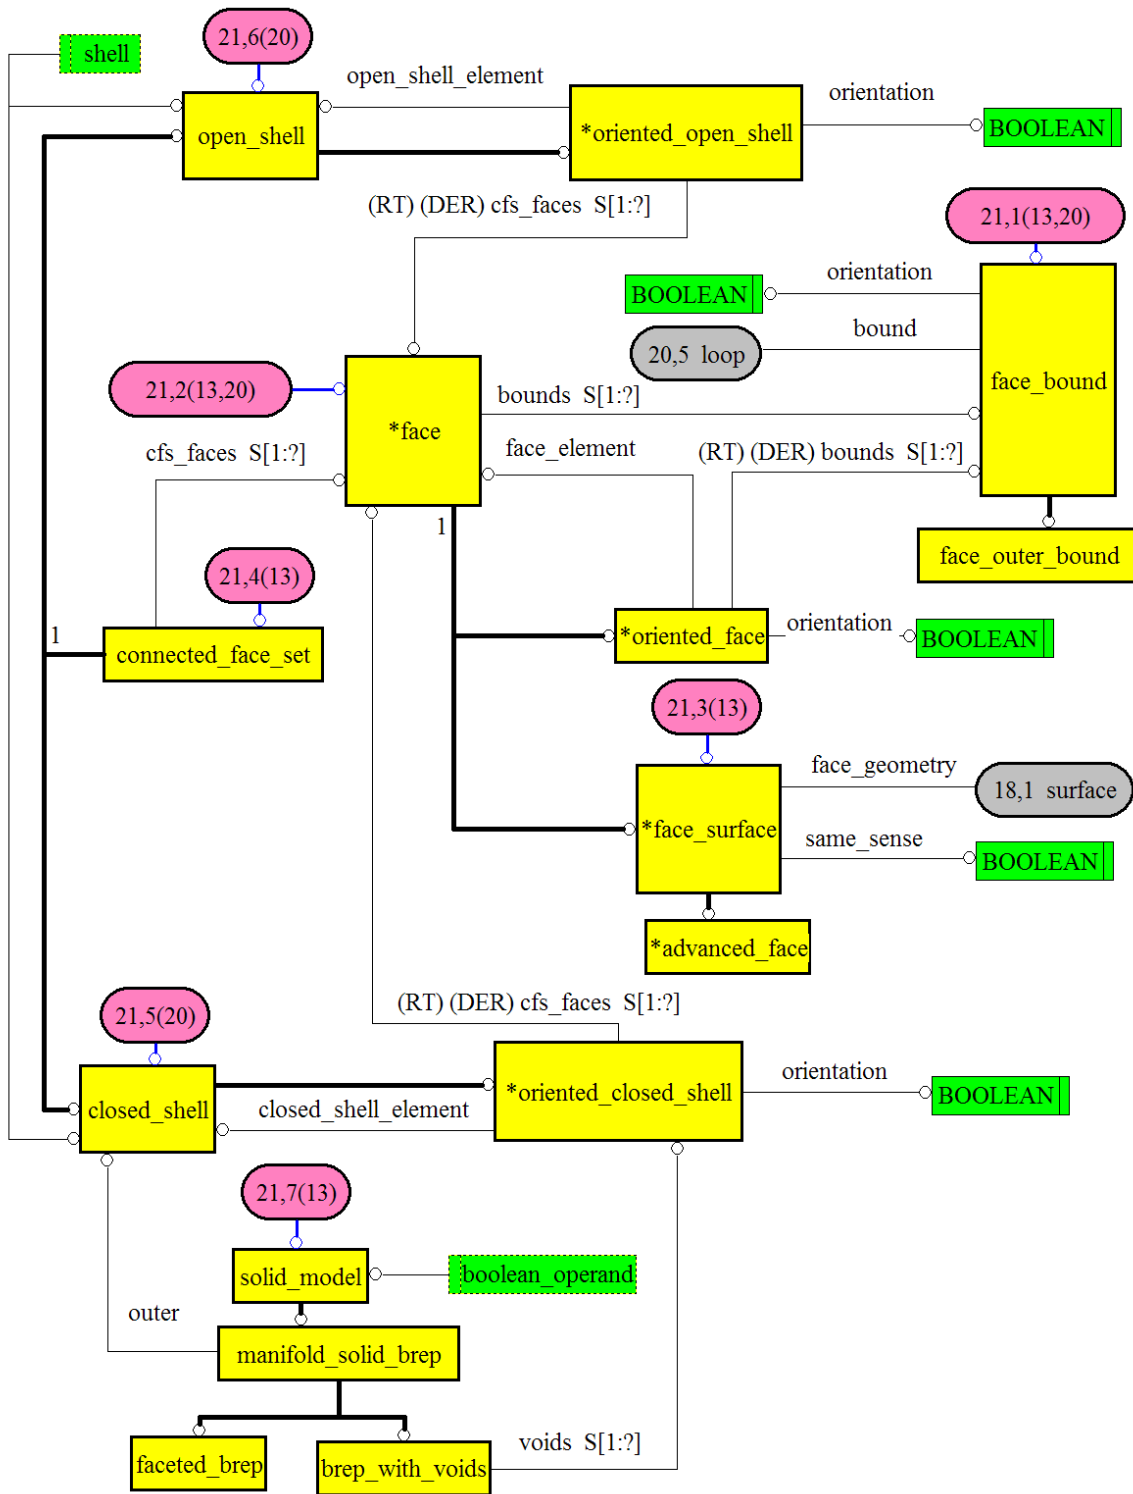 21,6(20)
shell
open_shell_element
orientation
open_shell
*oriented_open_shell
BOOLEAN
(RT) (DER) cfs_faces S[1:?]
21,1(13,20)
orientation
BOOLEAN
bound
20,5 loop
face_bound
21,2(13,20)
bounds S[1:?]
*face
cfs_faces S[1:?]
face_element
(RT) (DER) bounds S[1:?]
1
face_outer_bound
21,4(13)
1
connected_face_set
*oriented_face
orientation
BOOLEAN
21,3(13)
face_geometry
18,1 surface
*face_surface
same_sense
BOOLEAN
*advanced_face
21,5(20)
(RT) (DER) cfs_faces S[1:?]
orientation
closed_shell
closed_shell_element
*oriented_closed_shell
BOOLEAN
21,7(13)
solid_model
boolean_operand
outer
manifold_solid_brep
voids S[1:?]
faceted_brep
brep_with_voids